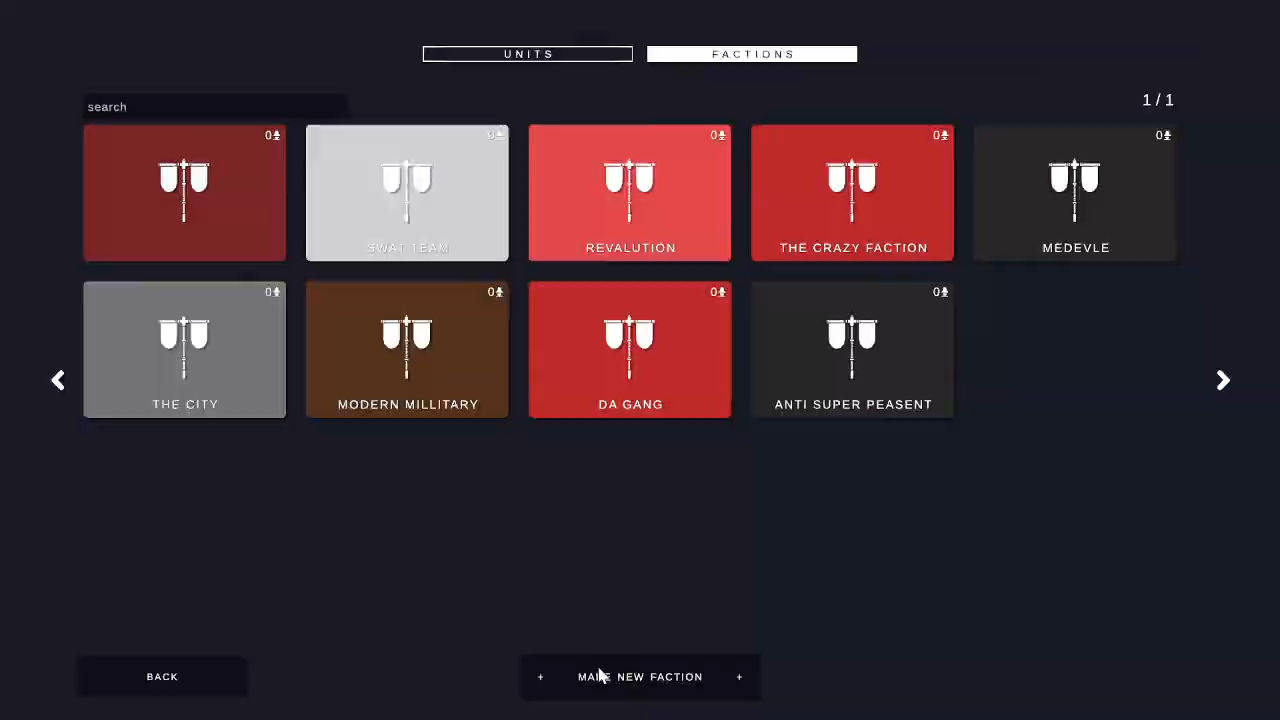 UNITS
FACTIONS
search
1 / 1
0
0
0
0
0
SWAT TEAM
REVALUTION
THE CRAZY FACTION
MEDEVLE
0
0
0
0
THE CITY
MODERN MILLITARY
DA GANG
ANTI SUPER PEASENT
BACK
+ MAKE NEW FACTION +